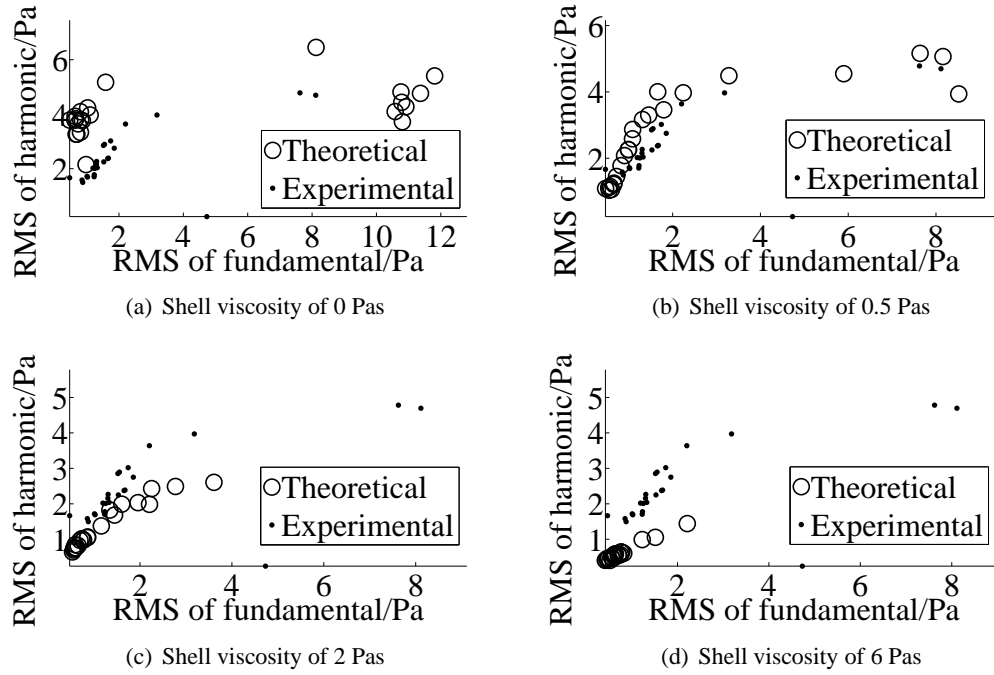 RMS of harmonic/Pa
6
4
2
2 4 6 8 10 12
RMS of fundamental/Pa
Theoretical
Experimental
(a) Shell viscosity of 0 Pas
RMS of harmonic/Pa
6
4
2
2 4 6 8
RMS of fundamental/Pa
Theoretical
Experimental
(b) Shell viscosity of 0.5 Pas
RMS of harmonic/Pa
5
4
3
2
1
2 4 6 8
RMS of fundamental/Pa
Theoretical
Experimental
(c) Shell viscosity of 2 Pas
RMS of harmonic/Pa
5
4
3
2
1
2 4 6 8
RMS of fundamental/Pa
Theoretical
Experimental
(d) Shell viscosity of 6 Pas